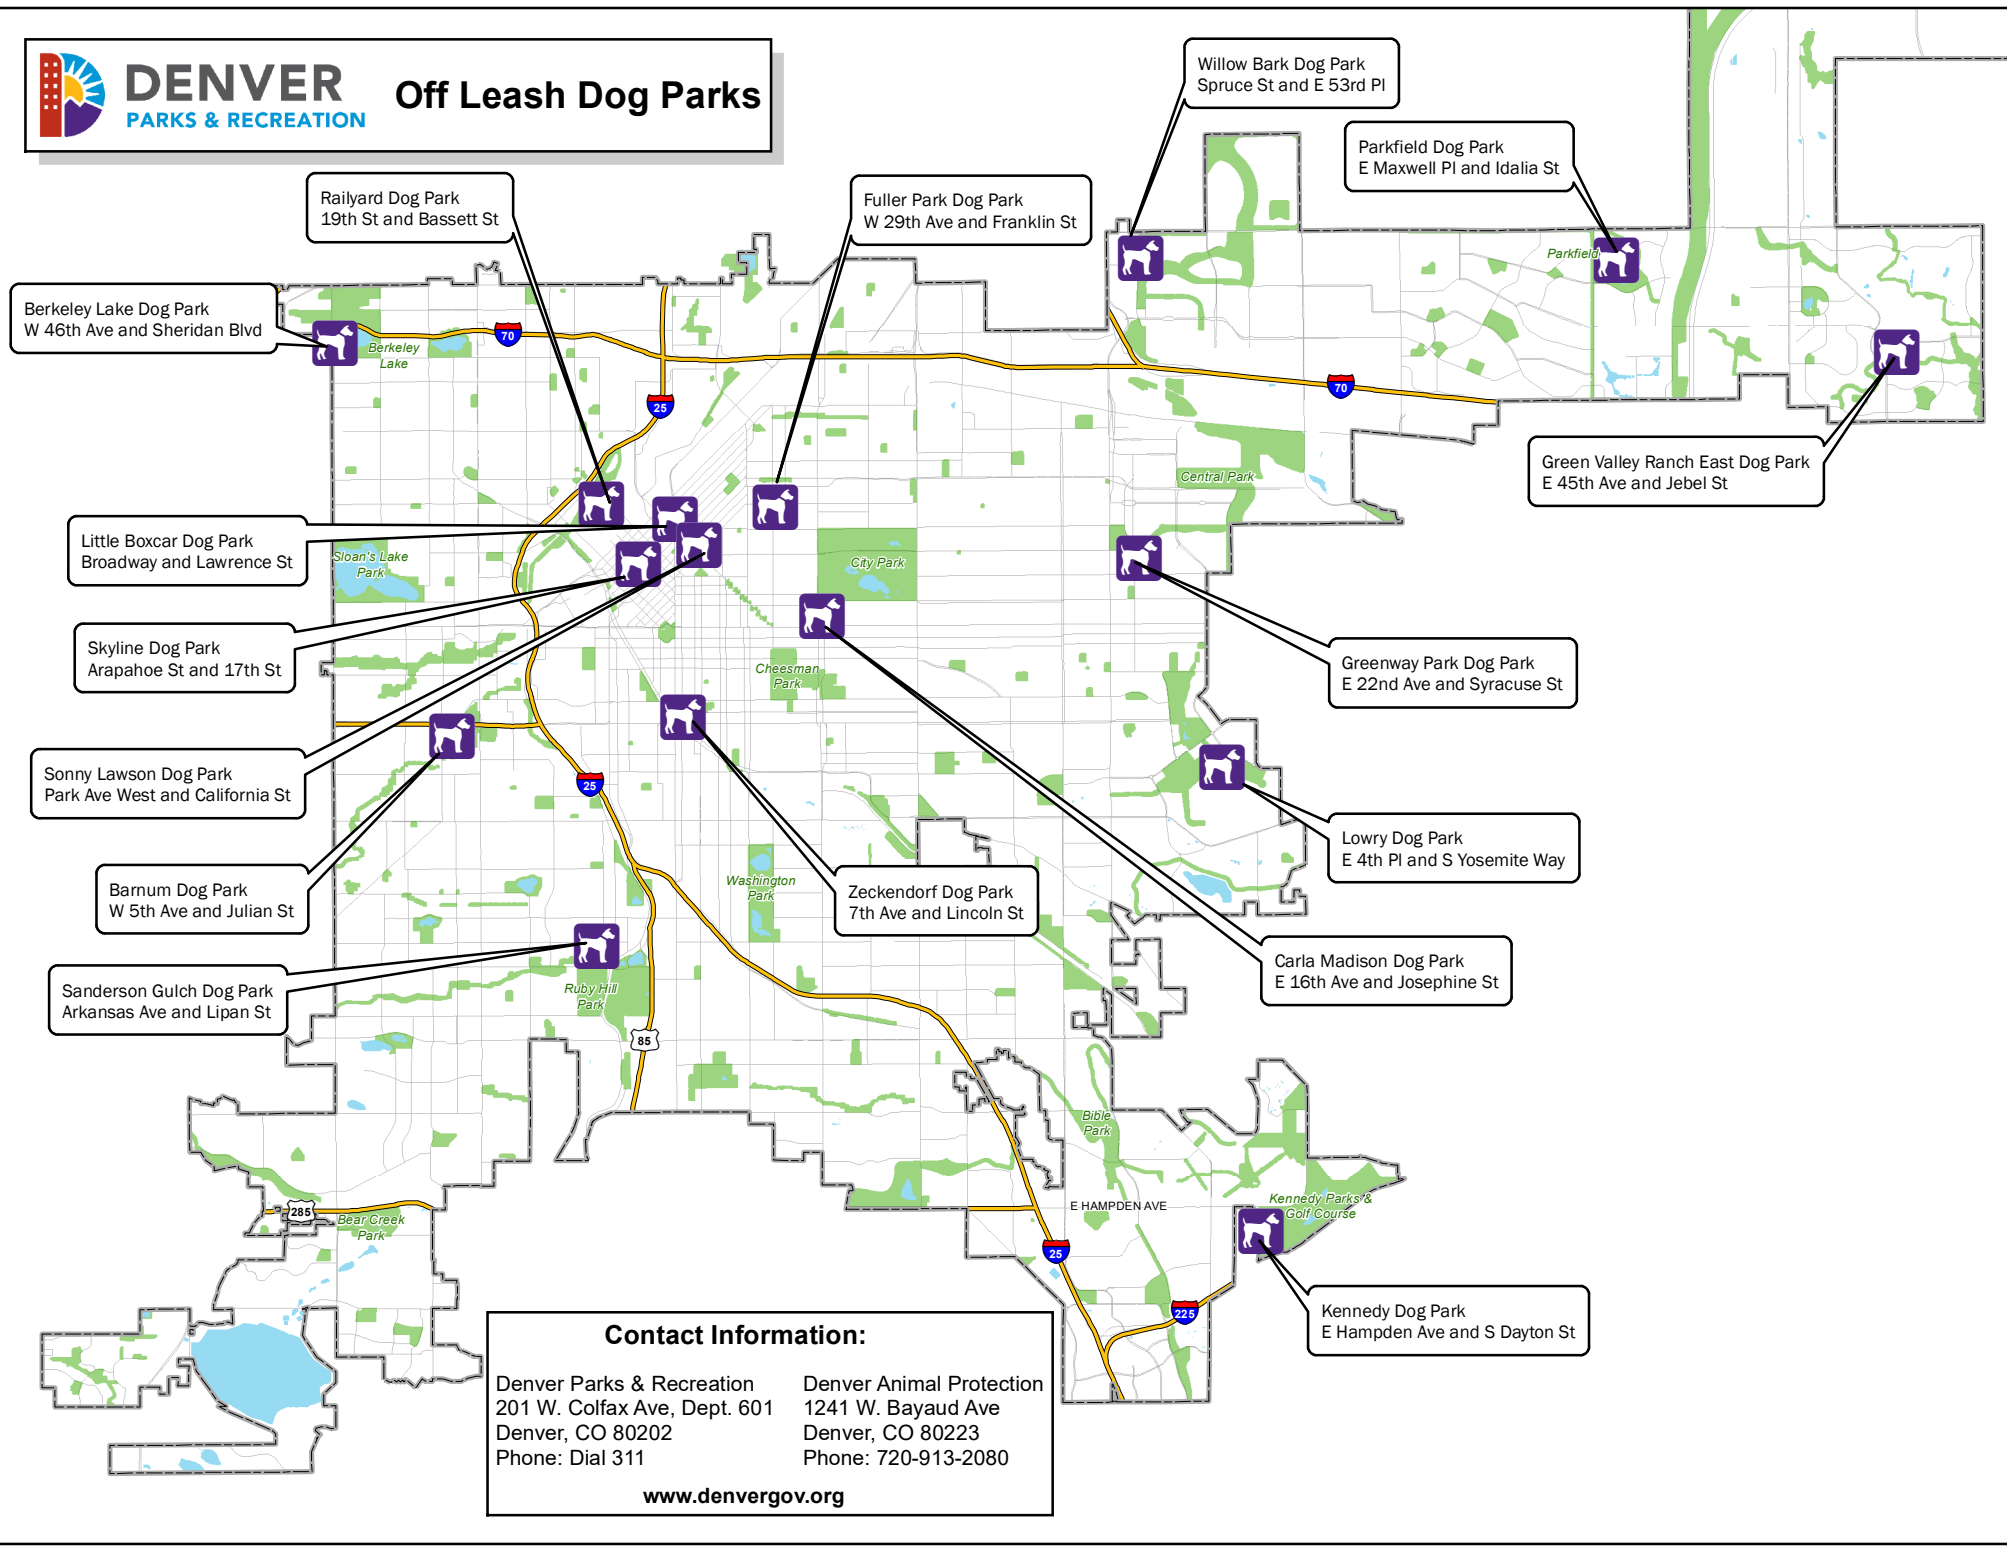 DENVER
PARKS & RECREATION
Off Leash Dog Parks
Willow Bark Dog Park
Spruce St and E 53rd Pl
Parkfield Dog Park
E Maxwell Pl and Idalia St
Railyard Dog Park
19th St and Bassett St
Fuller Park Dog Park
W 29th Ave and Franklin St
Parkfield
Berkeley Lake Dog Park
W 46th Ave and Sheridan Blvd
70
Berkeley
Lake
25
70
Green Valley Ranch East Dog Park
E 45th Ave and Jebel St
Central Park
Little Boxcar Dog Park
Broadway and Lawrence St
Sloan's Lake
Park
City Park
Skyline Dog Park
Arapahoe St and 17th St
Greenway Park Dog Park
E 22nd Ave and Syracuse St
Cheesman
Park
Sonny Lawson Dog Park
Park Ave West and California St
25
Lowry Dog Park
E 4th Pl and S Yosemite Way
Barnum Dog Park
W 5th Ave and Julian St
Washington
Park
Zeckendorf Dog Park
7th Ave and Lincoln St
Carla Madison Dog Park
E 16th Ave and Josephine St
Sanderson Gulch Dog Park
Arkansas Ave and Lipan St
Ruby Hill
Park
85
Bible
Park
E HAMPDEN AVE
Kennedy Parks &
Golf Course
285
Bear Creek
Park
25
225
Kennedy Dog Park
E Hampden Ave and S Dayton St
Contact Information:
Denver Parks & Recreation
201 W. Colfax Ave, Dept. 601
Denver, CO 80202
Phone: Dial 311
Denver Animal Protection
1241 W. Bayaud Ave
Denver, CO 80223
Phone: 720-913-2080
www.denvergov.org